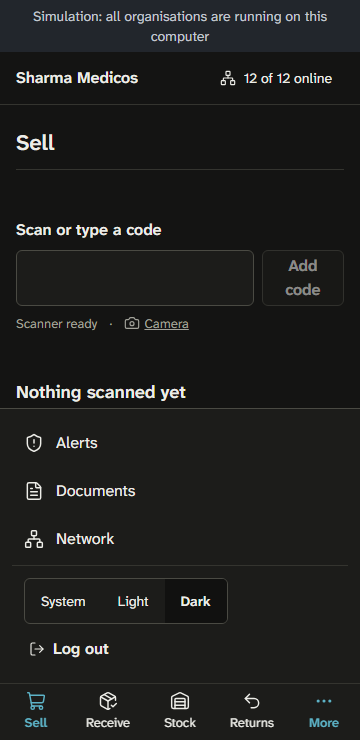 Simulation: all organisations are running on this
computer
Sharma Medicos
12 of 12 online
Sell
Scan or type a code
Add
code
Scanner ready · Camera
Nothing scanned yet
Alerts
Documents
Network
System Light Dark
Log out
Sell Receive Stock Returns More